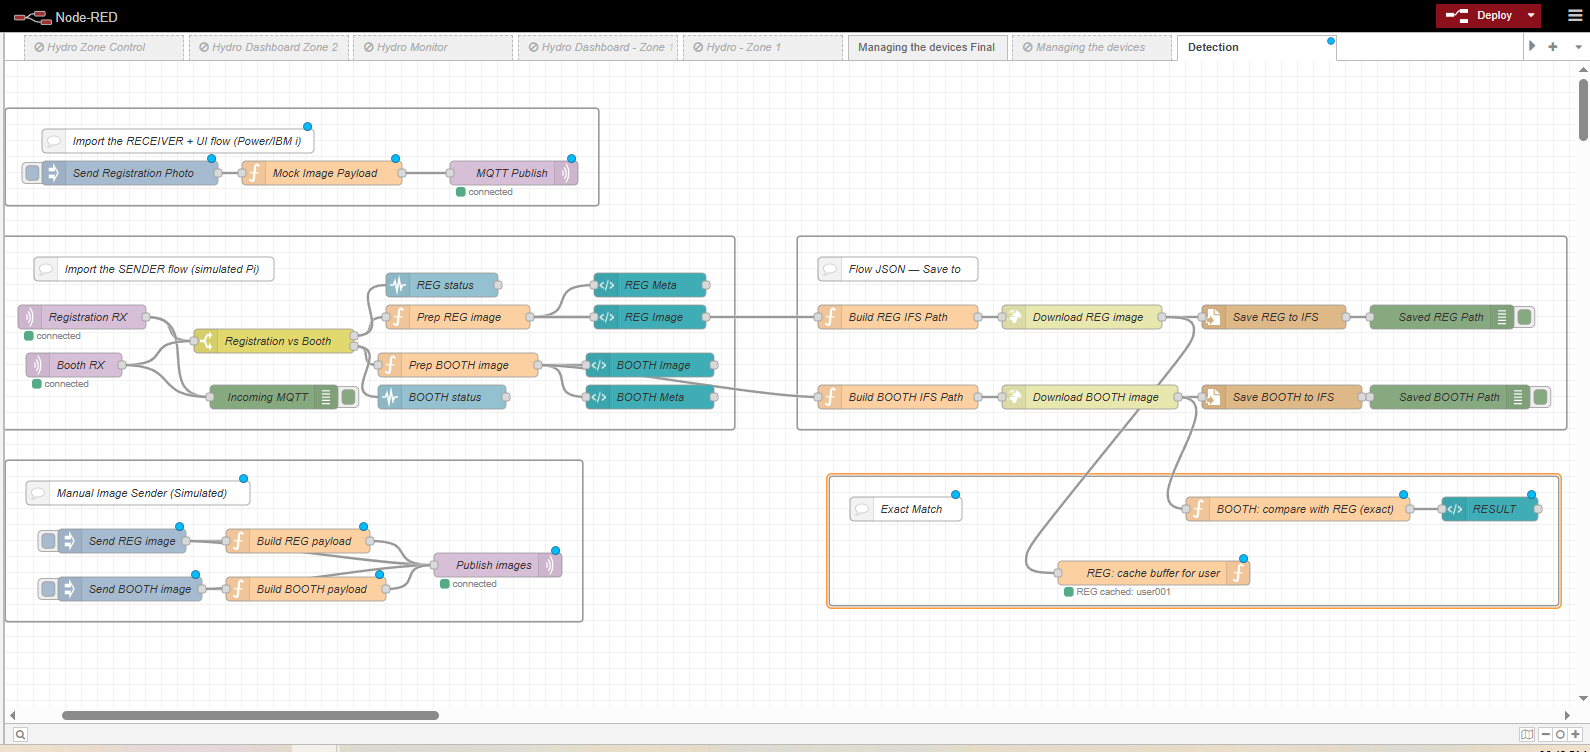 Node-RED
Deploy
Hydro Zone Control
Hydro Dashboard Zone 2
Hydro Monitor
Hydro Dashboard - Zone 1
Hydro - Zone 1
Managing the devices Final
Managing the devices
Detection
Import the RECEIVER + UI flow (Power/IBM i)
Send Registration Photo
Mock Image Payload
MQTT Publish
connected
Import the SENDER flow (simulated Pi)
Registration RX
connected
Booth RX
connected
Registration vs Booth
Incoming MQTT
REG status
Prep REG image
Prep BOOTH image
BOOTH status
REG Meta
REG Image
BOOTH Image
BOOTH Meta
Flow JSON — Save to
Build REG IFS Path
Download REG image
Save REG to IFS
Saved REG Path
Build BOOTH IFS Path
Download BOOTH image
Save BOOTH to IFS
Saved BOOTH Path
Manual Image Sender (Simulated)
Send REG image
Build REG payload
Send BOOTH image
Build BOOTH payload
Publish images
connected
Exact Match
BOOTH: compare with REG (exact)
RESULT
REG: cache buffer for user
REG cached: user001